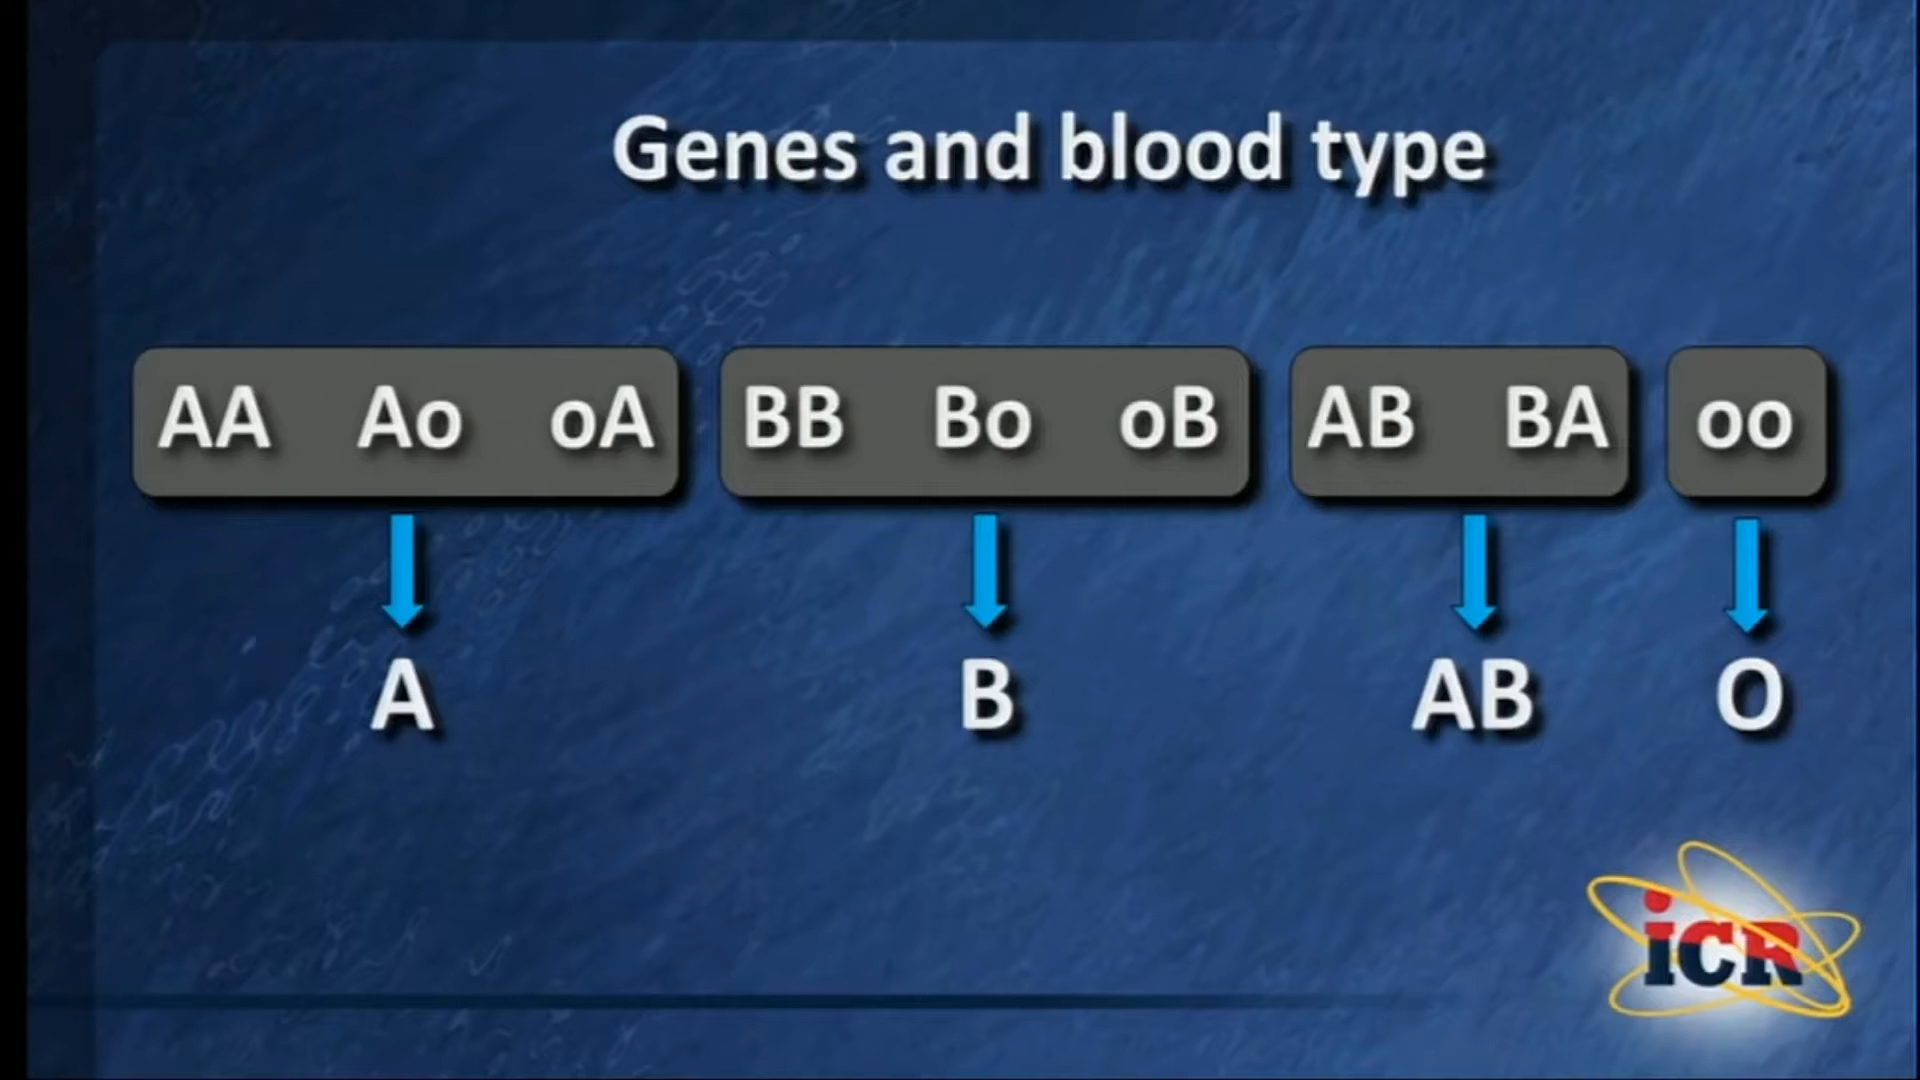 Genes and blood type
AA Ao oA BB Bo oB AB BA oo
A B AB O
iCR